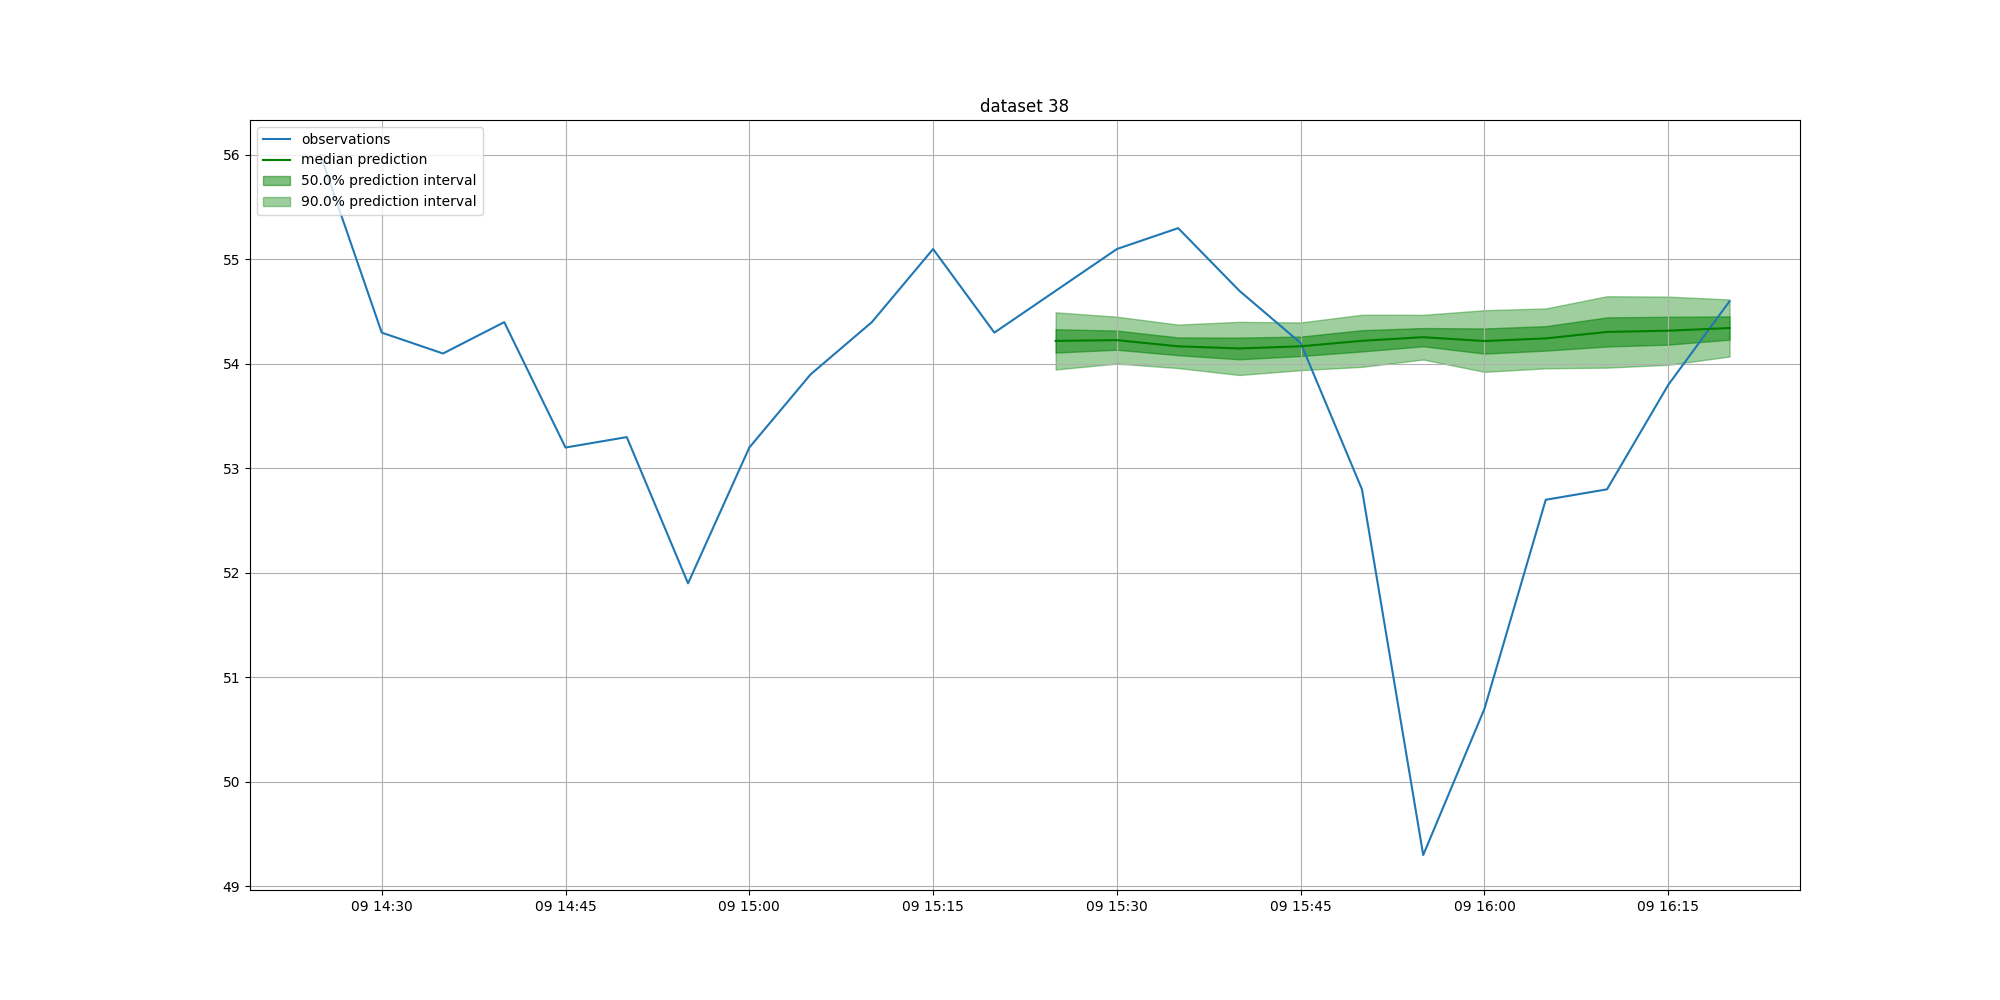 dataset 38
observations
median prediction
50.0% prediction interval
90.0% prediction interval
56
55
54
53
52
51
50
49
09 14:30 09 14:45 09 15:00 09 15:15 09 15:30 09 15:45 09 16:00 09 16:15